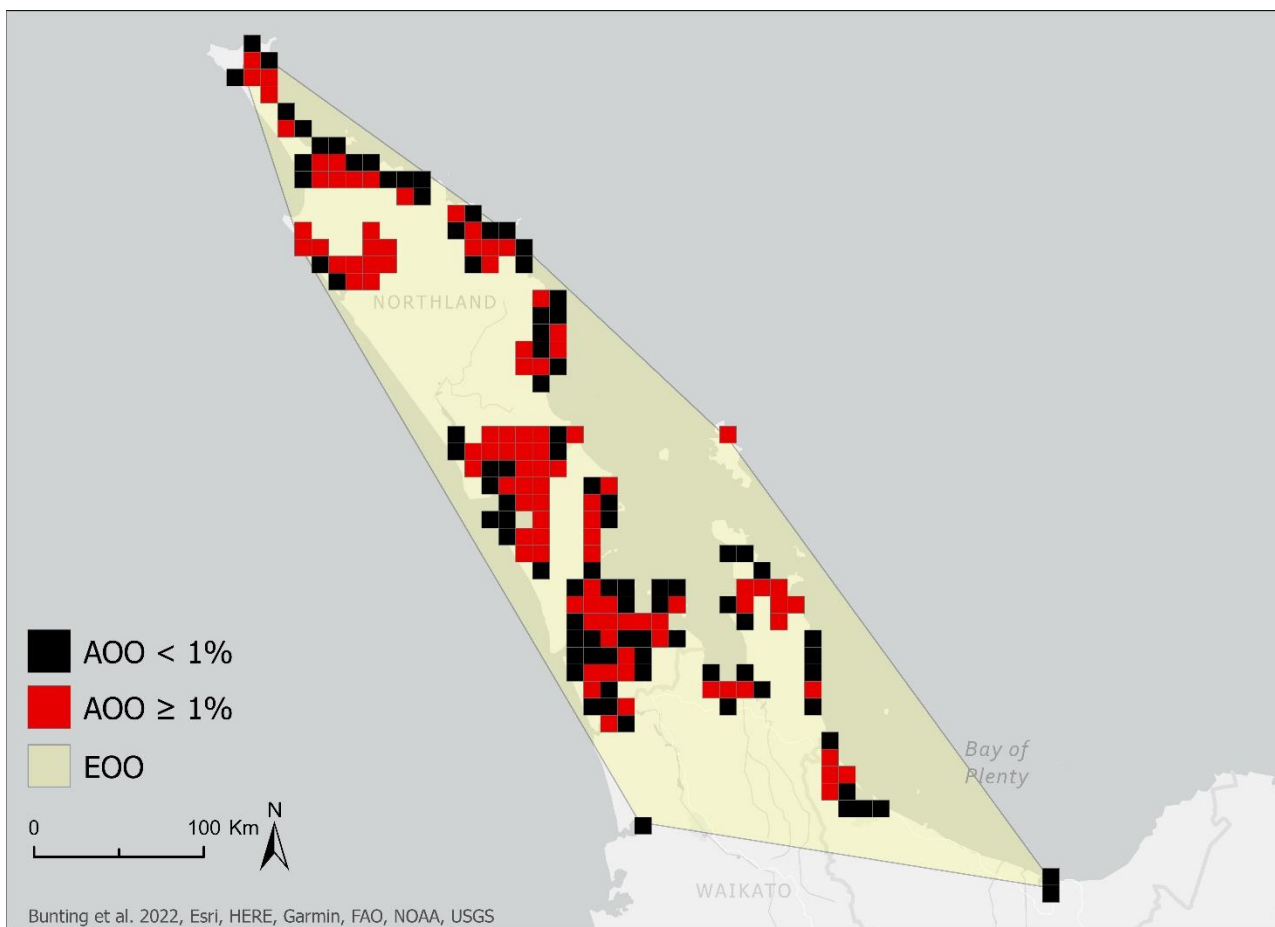 NORTHLAND
AOO < 1%
AOO ≥ 1%
EOO
Bay of
Plenty
N
0 100 Km
WAIKATO
Bunting et al. 2022, Esri, HERE, Garmin, FAO, NOAA, USGS